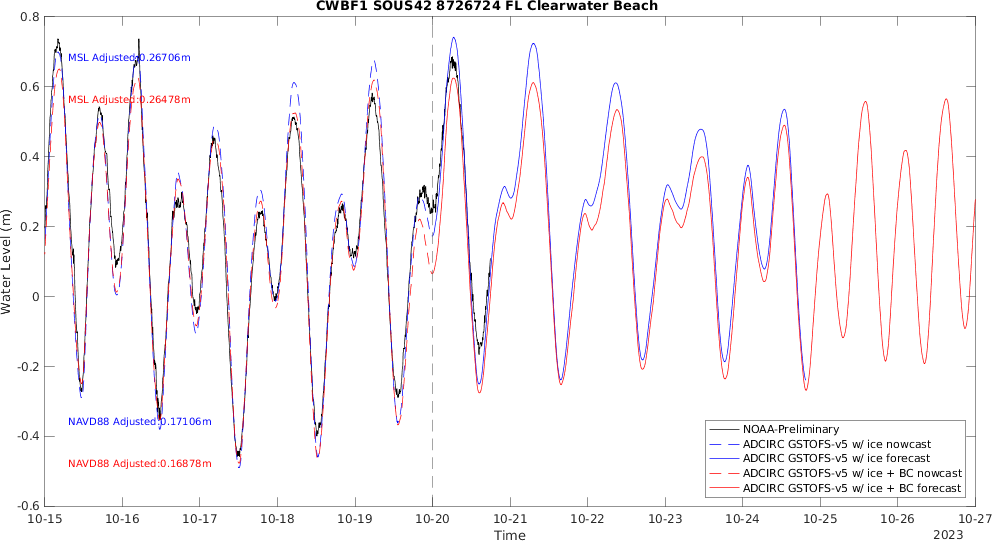 CWBF1 SOUS42 8726724 FL Clearwater Beach
0.8
0.6
0.4
0.2
0
-0.2
-0.4
-0.6
Water Level (m)
MSL Adjusted:0.26706m
MSL Adjusted:0.26478m
NAVD88 Adjusted:0.17106m
NAVD88 Adjusted:0.16878m
NOAA-Preliminary
ADCIRC GSTOFS-v5 w/ ice nowcast
ADCIRC GSTOFS-v5 w/ ice forecast
ADCIRC GSTOFS-v5 w/ ice + BC nowcast
ADCIRC GSTOFS-v5 w/ ice + BC forecast
10-15 10-16 10-17 10-18 10-19 10-20 10-21 10-22 10-23 10-24 10-25 10-26 10-27
Time
2023